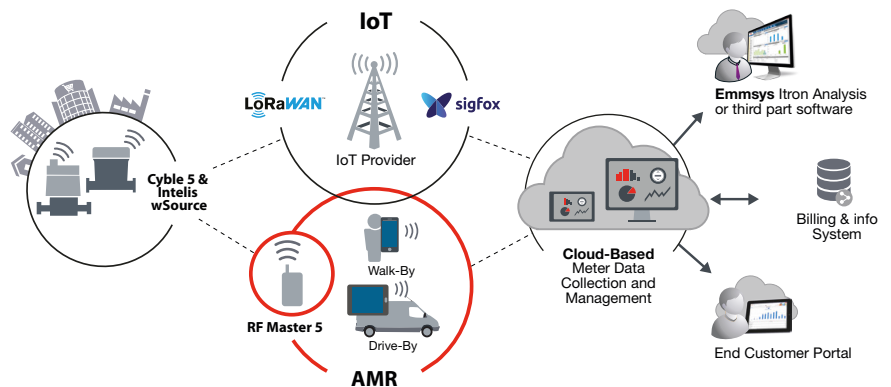 IoT
LoRaWAN™
sigfox
IoT Provider
Cyble 5 &
Intelis
wSource
RF Master 5
Walk-By
Drive-By
AMR
Cloud-Based
Meter Data
Collection and
Management
Emmsys Itron Analysis
or third part software
Billing & info
System
End Customer Portal